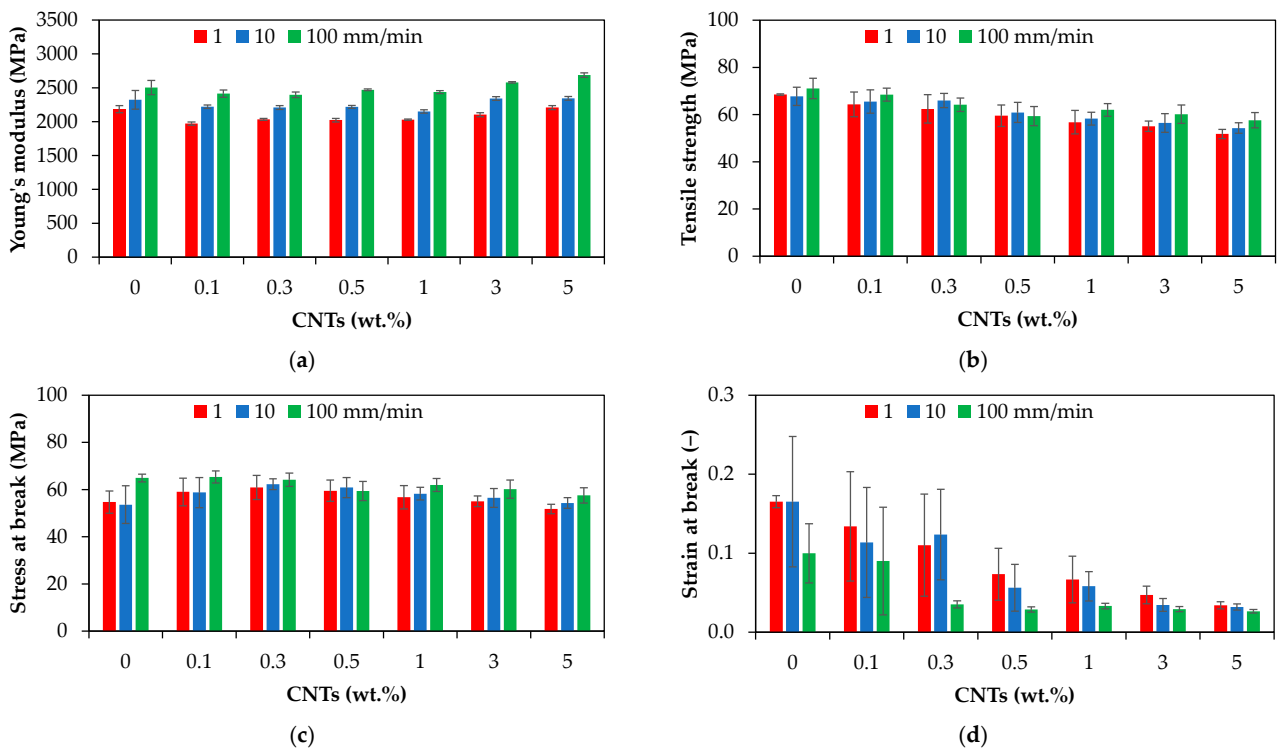 Young's modulus (MPa)
3500
3000
2500
2000
1500
1000
500
0
1 10 100 mm/min
0 0.1 0.3 0.5 1 3 5
CNTs (wt.%)
(a)
Tensile strength (MPa)
100
80
60
40
20
0
1 10 100 mm/min
0 0.1 0.3 0.5 1 3 5
CNTs (wt.%)
(b)
Stress at break (MPa)
100
80
60
40
20
0
1 10 100 mm/min
0 0.1 0.3 0.5 1 3 5
CNTs (wt.%)
(c)
Strain at break (−)
0.3
0.2
0.1
0.0
1 10 100 mm/min
0 0.1 0.3 0.5 1 3 5
CNTs (wt.%)
(d)